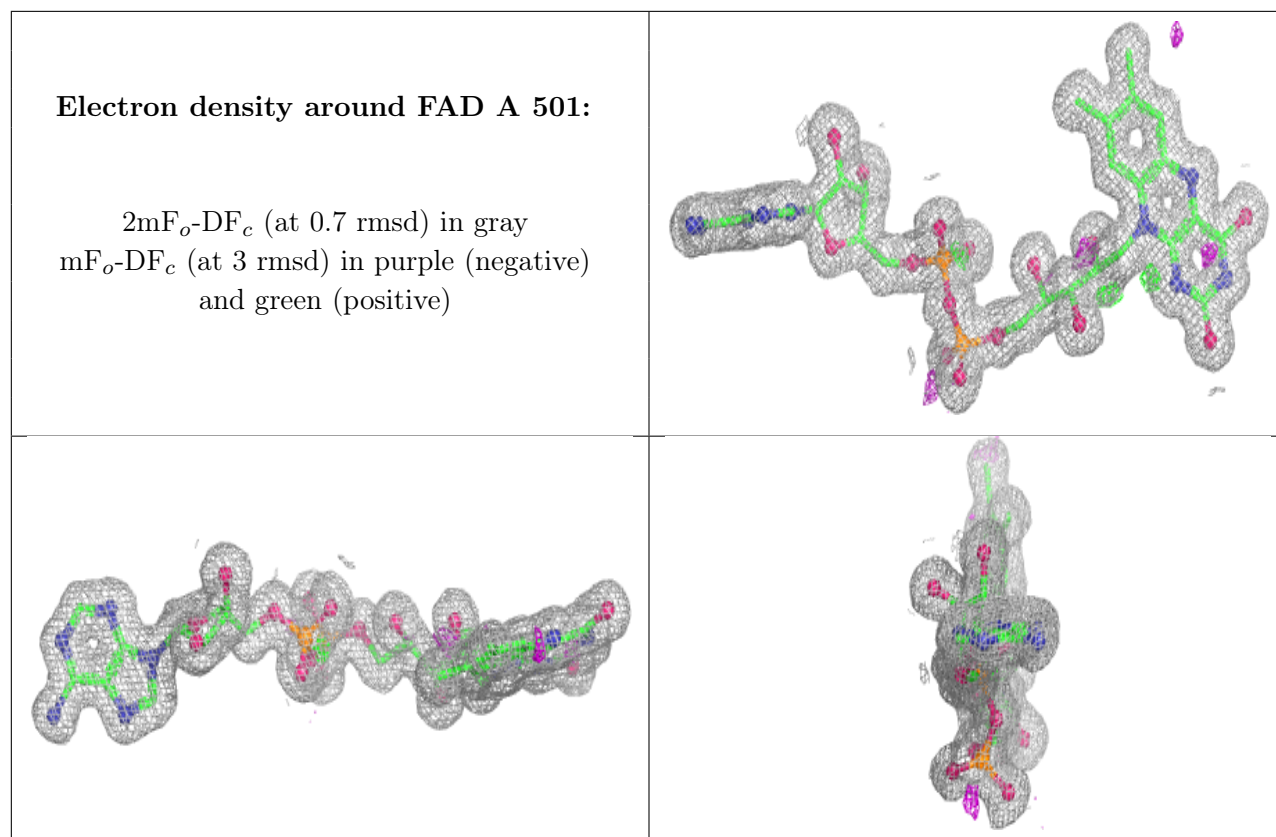 Electron density around FAD A 501:
2mFo-DFc (at 0.7 rmsd) in gray
mFo-DFc (at 3 rmsd) in purple (negative)
and green (positive)